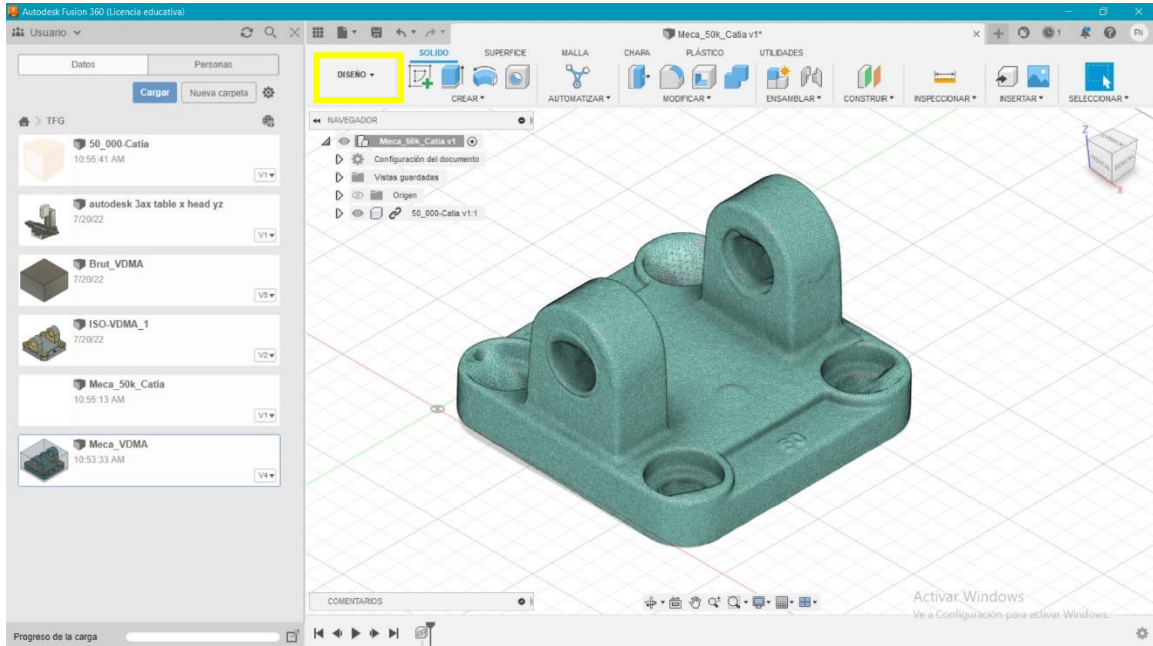 Autodesk Fusion 360 (Licencia educativa)
Usuario
Meca_50k_Catia v1*
1
FN
Datos
Personas
Cargar
Nueva carpeta
TFG
50_000-Catia
10:55:41 AM
V1
autodesk 3ax table x head yz
7/20/22
V1
Brut_VDMA
7/20/22
V5
ISO-VDMA_1
7/20/22
V2
Meca_50k_Catia
10:55:13 AM
V1
Meca_VDMA
10:53:33 AM
V4
Progreso de la carga
DISEÑO
SOLIDO
SUPERFICE
MALLA
CHAPA
PLÁSTICO
UTILIDADES
CREAR
AUTOMATIZAR
MODIFICAR
ENSAMBLAR
CONSTRUIR
INSPECCIONAR
INSERTAR
SELECCIONAR
NAVEGADOR
Meca_50k_Catia v1
Configuración del documento
Vistas guardadas
Origen
50_000-Catia v1:1
Z
X
COMENTARIOS
Activar Windows
Ve a Configuración para activar Windows.